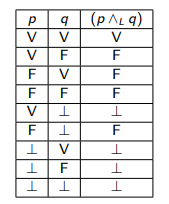 p q (p ∧L q)
V V V
V F F
F V F
F F F
V ⊥ ⊥
F ⊥ F
⊥ V ⊥
⊥ F ⊥
⊥ ⊥ ⊥